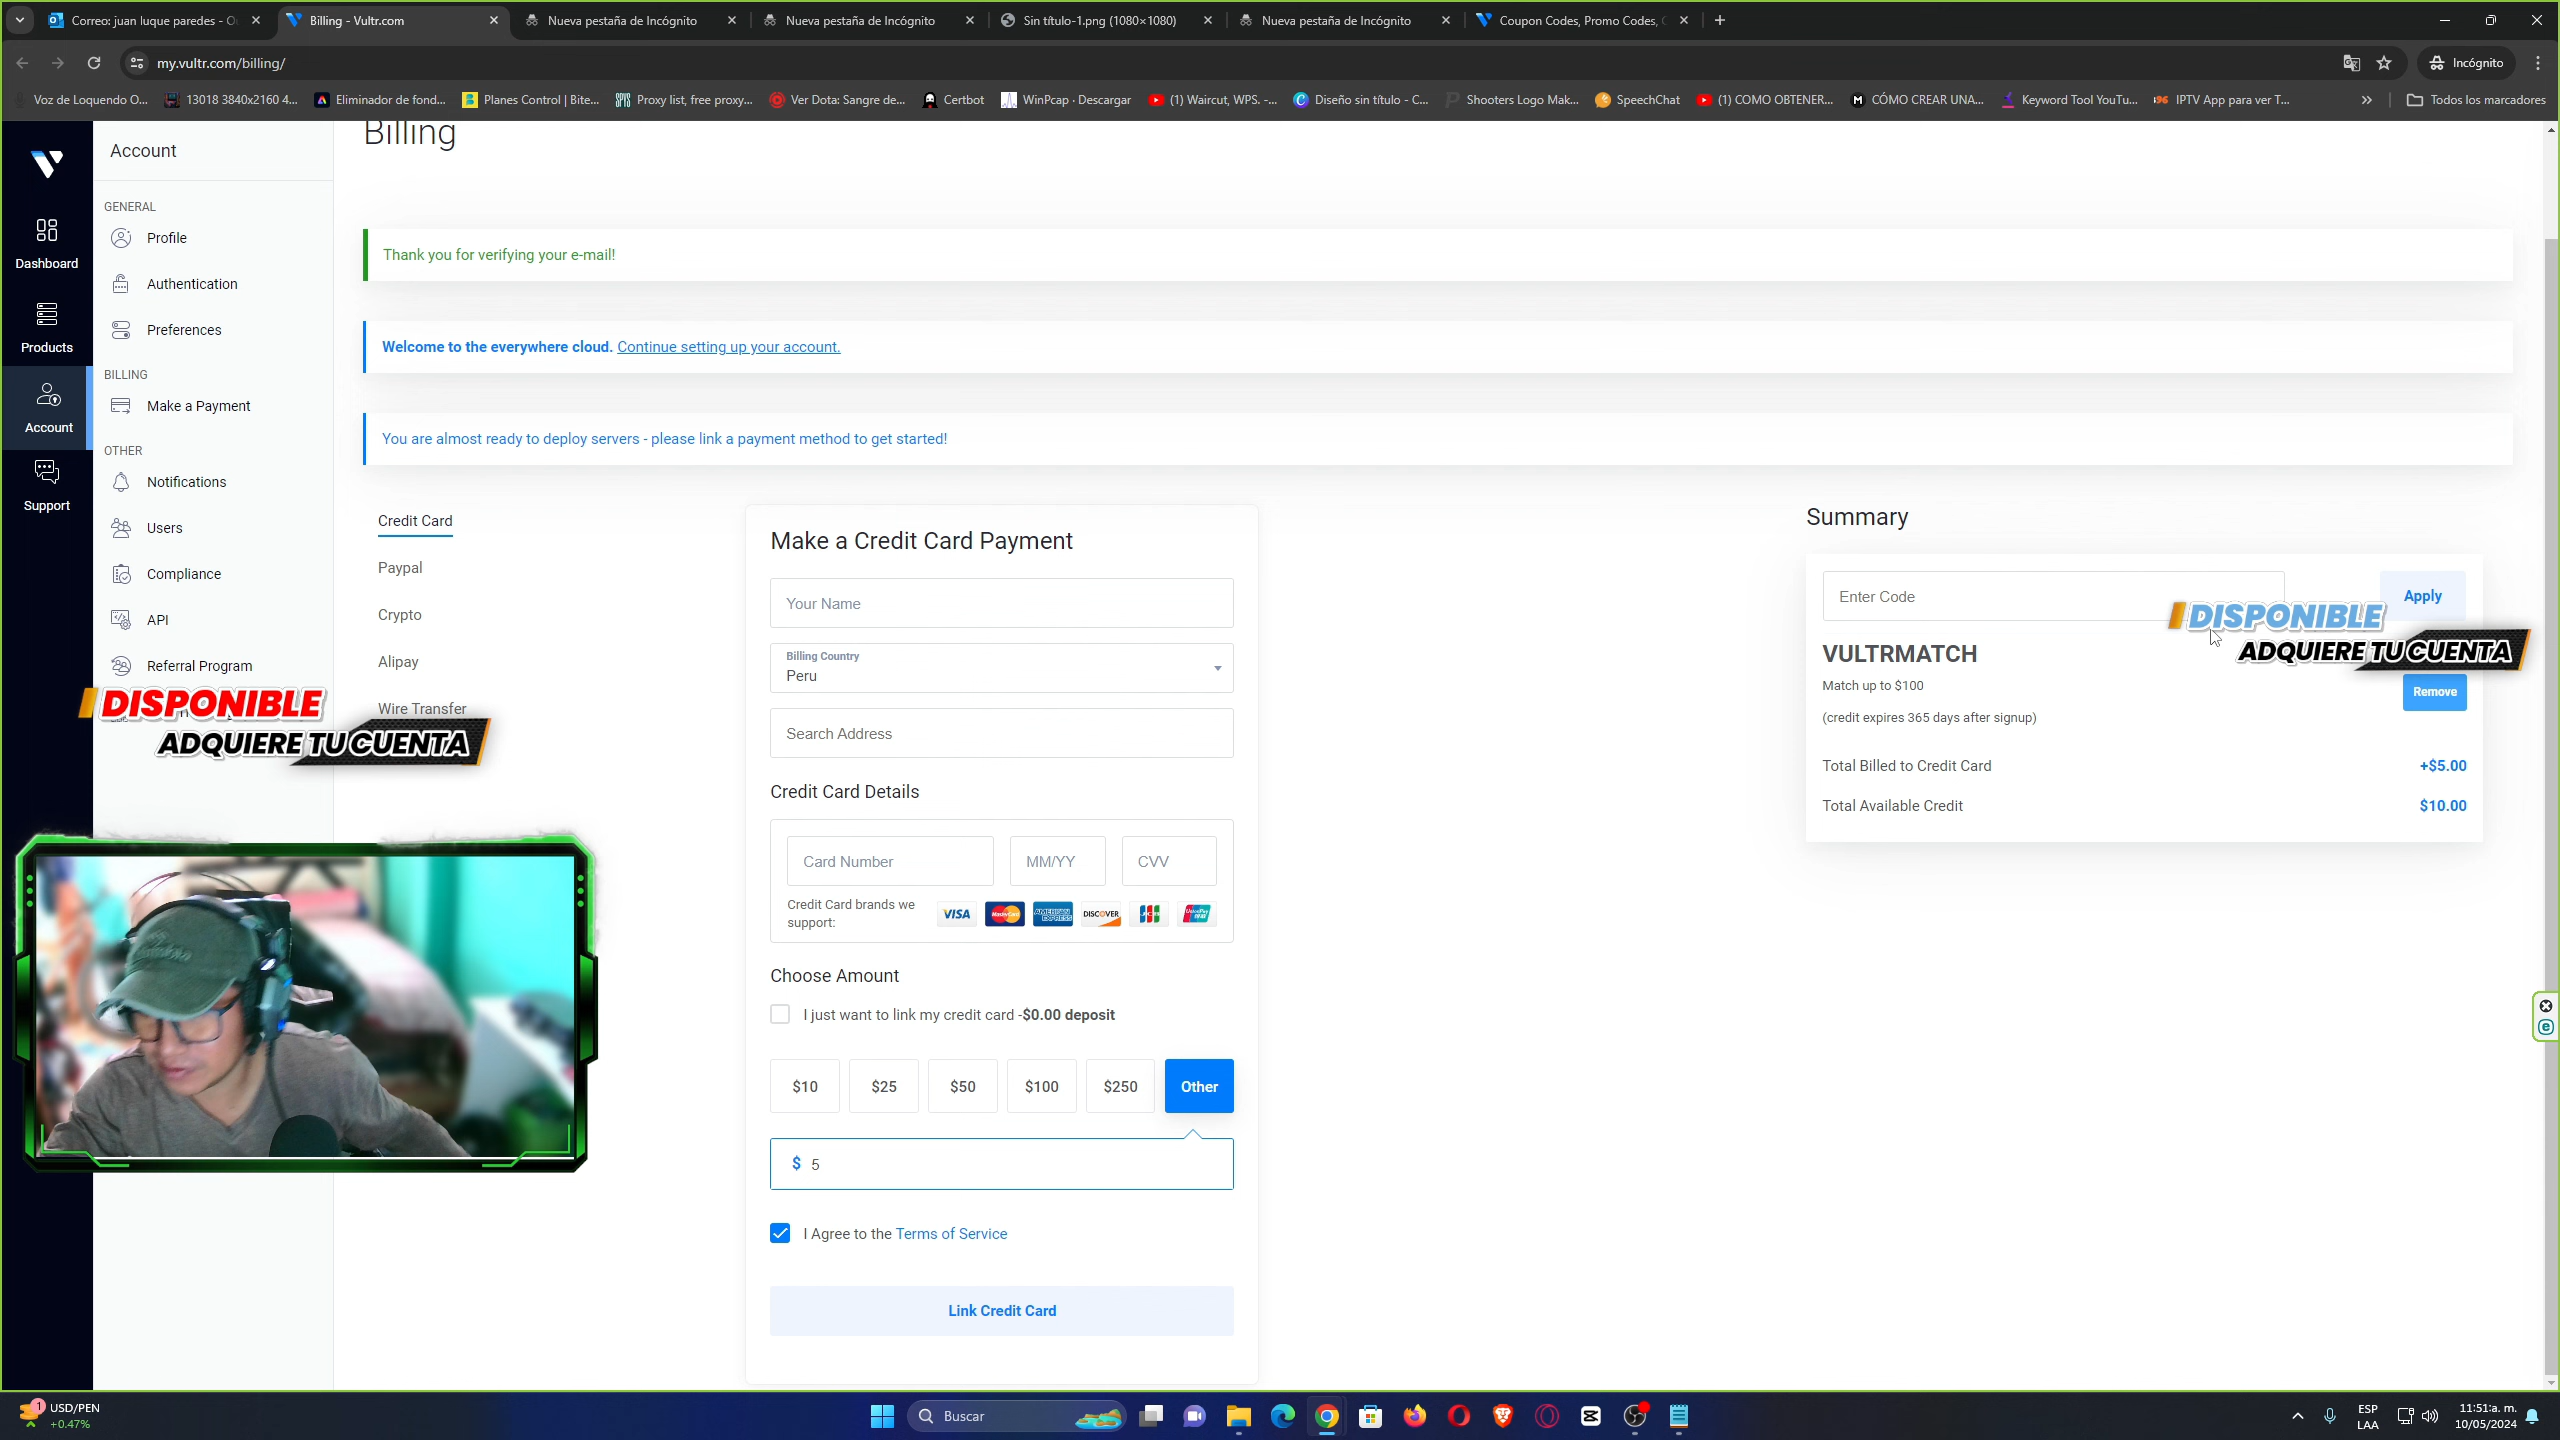 Correo: juan luque paredes - O
Billing - Vultr.com
Nueva pestaña de Incógnito
Nueva pestaña de Incógnito
Sin título-1.png (1080×1080)
Nueva pestaña de Incógnito
Coupon Codes, Promo Codes,
my.vultr.com/billing/
Incógnito
Voz de Loquendo O...
13018 3840x2160 4...
Eliminador de fond...
Planes Control | Bite...
Proxy list, free proxy...
Ver Dota: Sangre de...
Certbot
WinPcap · Descargar
(1) Waircut, WPS. -...
Diseño sin título - C...
Shooters Logo Mak...
SpeechChat
(1) COMO OBTENER...
CÓMO CREAR UNA...
Keyword Tool YouTu...
IPTV App para ver T...
Todos los marcadores
Dashboard
Products
Account
Support
Account
GENERAL
Profile
Authentication
Preferences
BILLING
Make a Payment
OTHER
Notifications
Users
Compliance
API
Referral Program
DISPONIBLE
ADQUIERE TU CUENTA
Billing
Thank you for verifying your e-mail!
Welcome to the everywhere cloud. Continue setting up your account.
You are almost ready to deploy servers - please link a payment method to get started!
Credit Card
Paypal
Crypto
Alipay
Wire Transfer
Make a Credit Card Payment
Your Name
Billing Country
Peru
Search Address
Credit Card Details
Card Number
MM/YY
CVV
Credit Card brands we
support:
VISA
MasterCard
AMERICAN EXPRESS
DISCOVER
JCB
UnionPay
Choose Amount
I just want to link my credit card -$0.00 deposit
$10
$25
$50
$100
$250
Other
$ 5
I Agree to the Terms of Service
Link Credit Card
Summary
Enter Code
Apply
DISPONIBLE
ADQUIERE TU CUENTA
VULTRMATCH
Match up to $100
Remove
(credit expires 365 days after signup)
Total Billed to Credit Card
+$5.00
Total Available Credit
$10.00
1
USD/PEN
+0.47%
Buscar
ESP
LAA
11:51:a. m.
10/05/2024